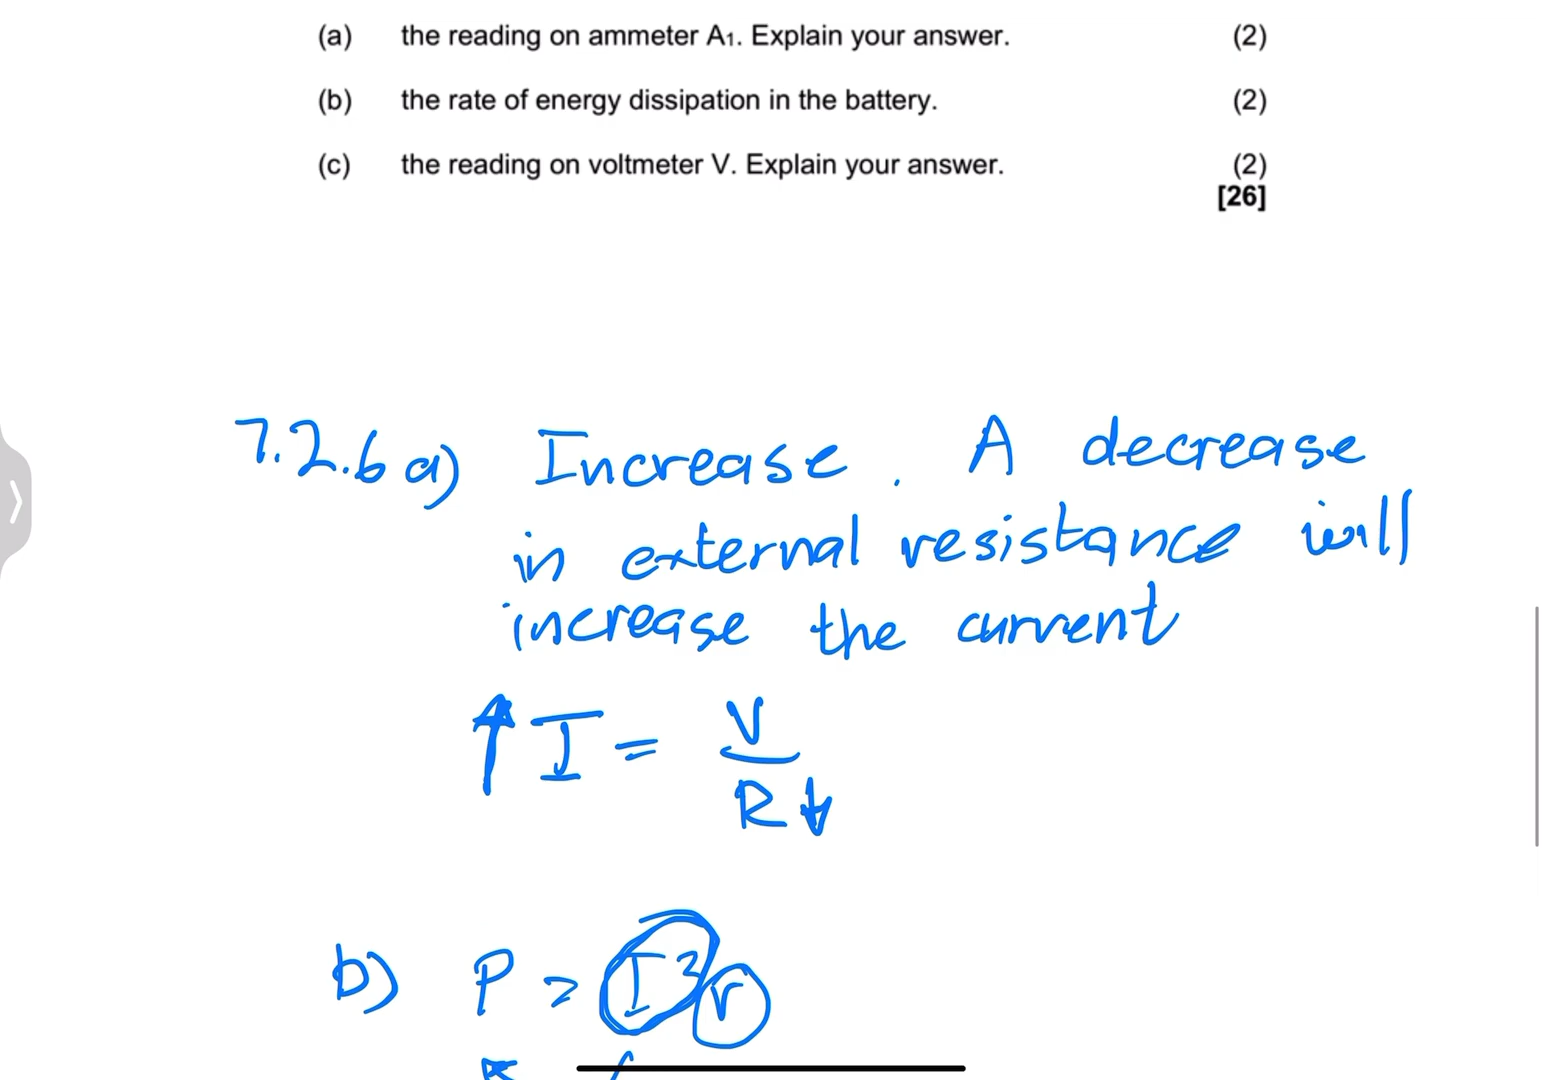 (a) the reading on ammeter A₁. Explain your answer. (2)
(b) the rate of energy dissipation in the battery. (2)
(c) the reading on voltmeter V. Explain your answer. (2)
[26]
7.2.6 a) Increase. A decrease
in external resistance will
increase the current
↑ I = V
R ↓
b) P = I²r